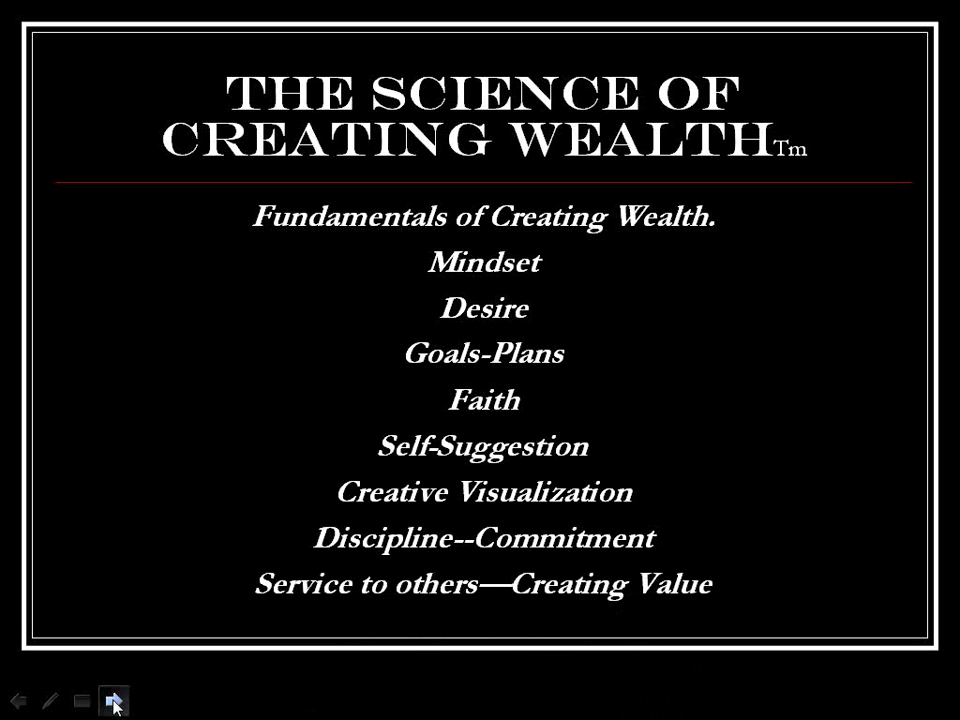 THE SCIENCE OF
CREATING WEALTHTm
Fundamentals of Creating Wealth.
Mindset
Desire
Goals-Plans
Faith
Self-Suggestion
Creative Visualization
Discipline--Commitment
Service to others—Creating Value